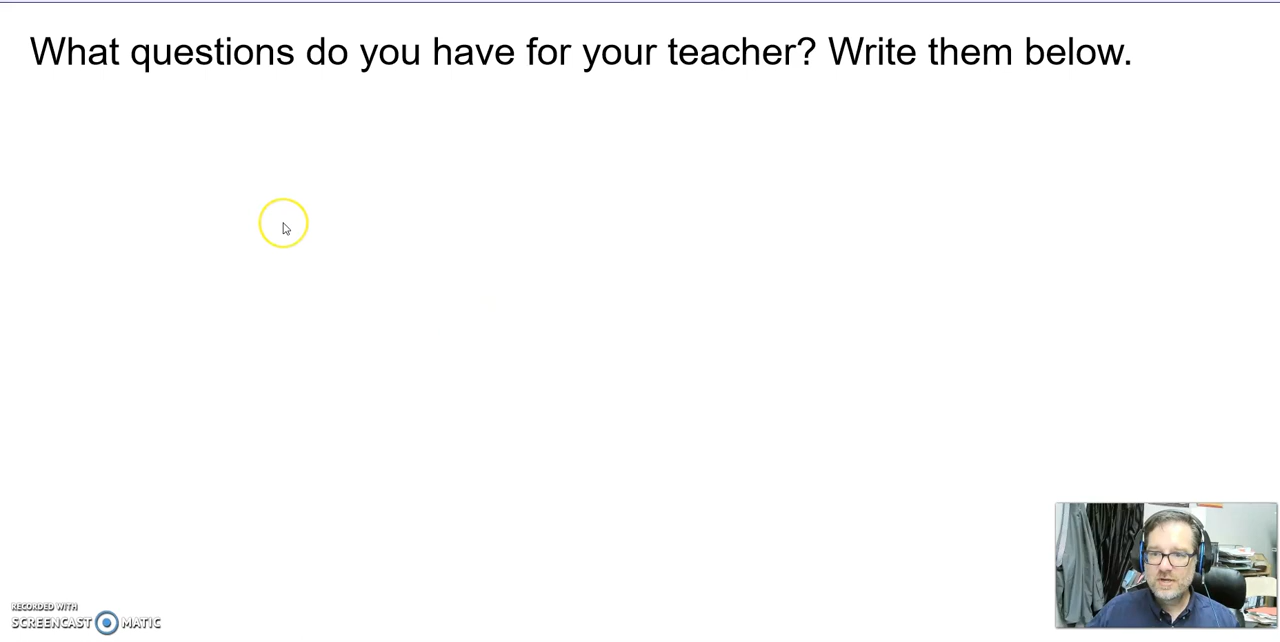 What questions do you have for your teacher? Write them below.
RECORDED WITH
SCREENCAST MATIC